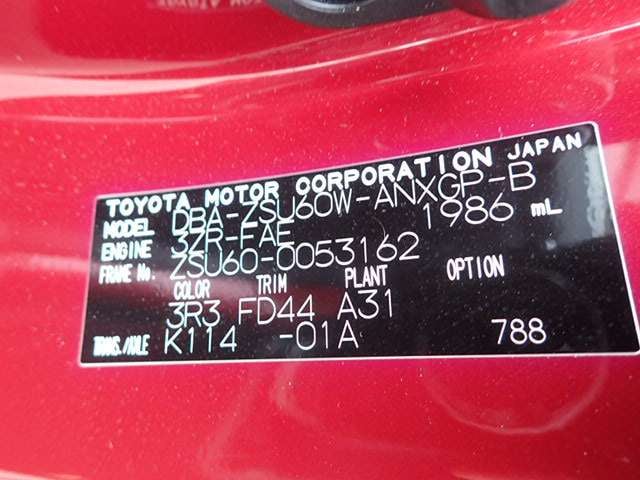 TOYOTA MOTOR CORPORATION JAPAN
MODEL DBA-ZSU60W-ANXGP-B
ENGINE 3ZR-FAE 1986 mL
FRAME No. ZSU60-0053162
COLOR TRIM PLANT OPTION
3R3 FD44 A31
TRANS./AXLE K114 -01A 788